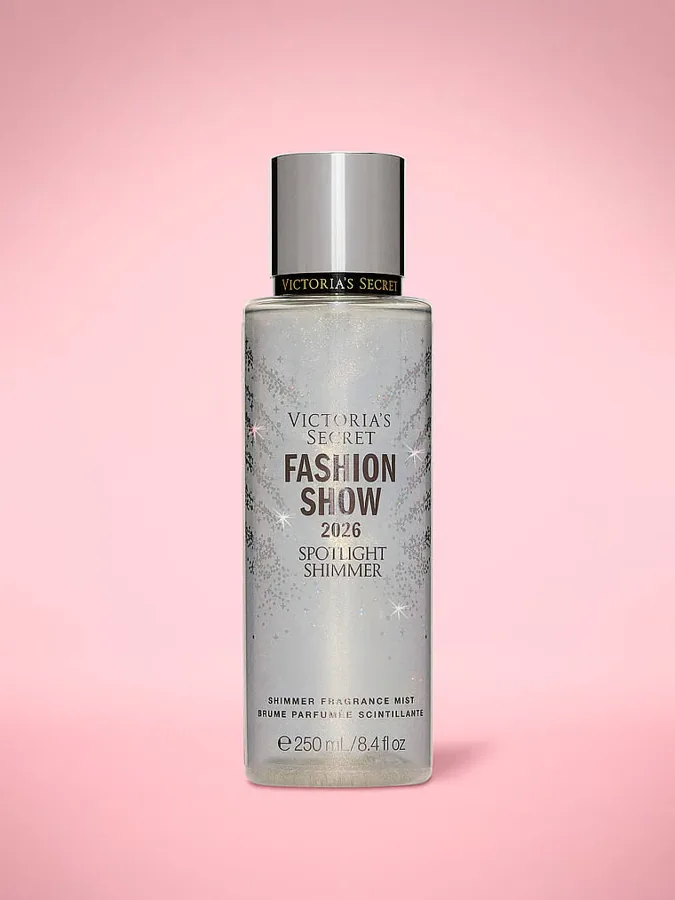 VICTORIA'S SECRET
VICTORIA'S
SECRET
FASHION
SHOW
2026
SPOTLIGHT
SHIMMER
SHIMMER FRAGRANCE MIST
BRUME PARFUMÉE SCINTILLANTE
℮ 250 mL/8.4 fl oz